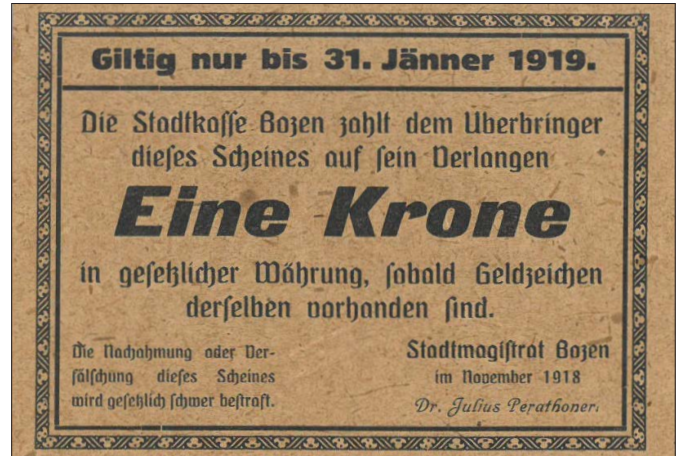 Giltig nur bis 31. Jänner 1919.
Die Stadtkasse Bozen zahlt dem Uberbringer
dieses Scheines auf sein Verlangen
Eine Krone
in gesetzlicher Währung, sobald Geldzeichen
derselben vorhanden sind.
Die Nachahmung oder Ver-
fälschung dieses Scheines
wird gesetzlich schwer bestraft.
Stadtmagistrat Bozen
im November 1918
Dr. Julius Perathoner.